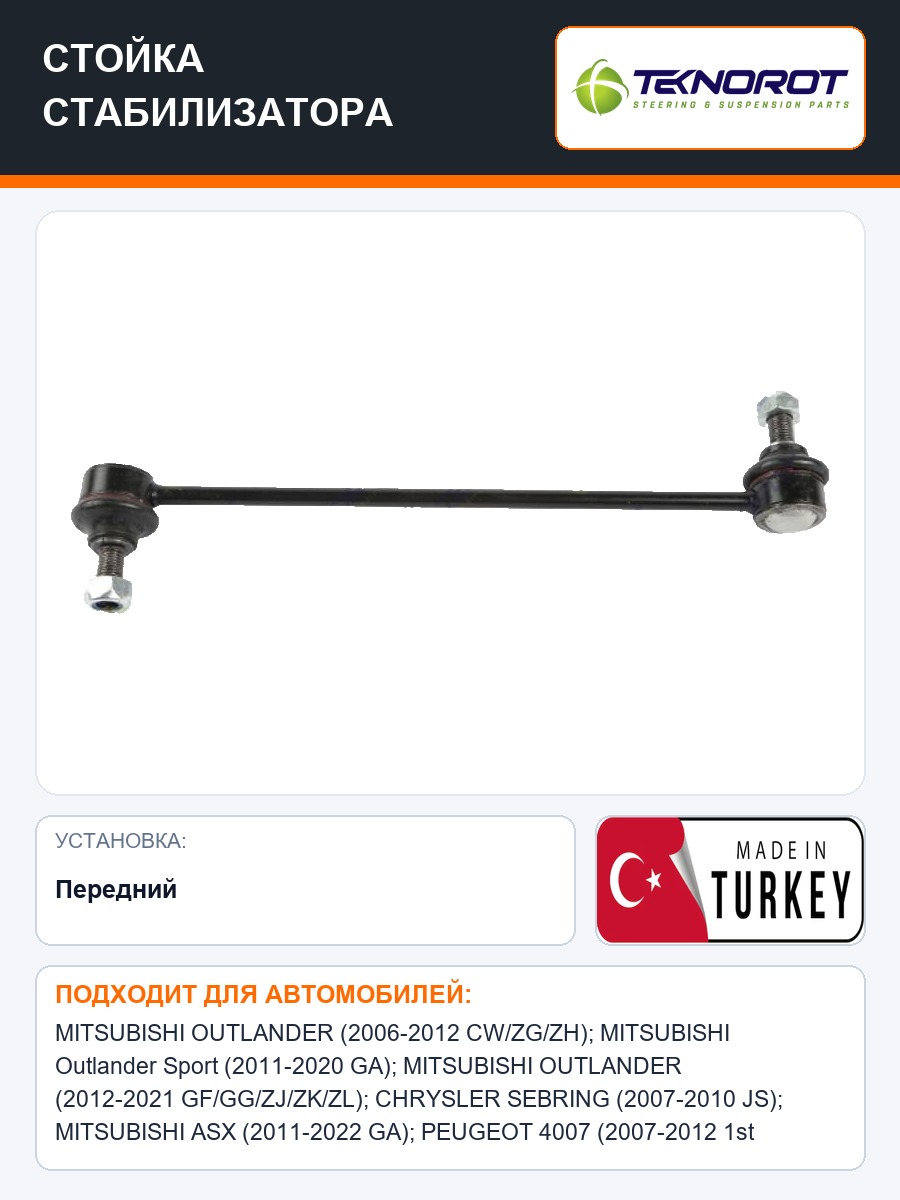 СТОЙКА
СТАБИЛИЗАТОРА
TEKNOROT
STEERING & SUSPENSION PARTS
УСТАНОВКА:
Передний
MADE IN
TURKEY
ПОДХОДИТ ДЛЯ АВТОМОБИЛЕЙ:
MITSUBISHI OUTLANDER (2006-2012 CW/ZG/ZH); MITSUBISHI
Outlander Sport (2011-2020 GA); MITSUBISHI OUTLANDER
(2012-2021 GF/GG/ZJ/ZK/ZL); CHRYSLER SEBRING (2007-2010 JS);
MITSUBISHI ASX (2011-2022 GA); PEUGEOT 4007 (2007-2012 1st